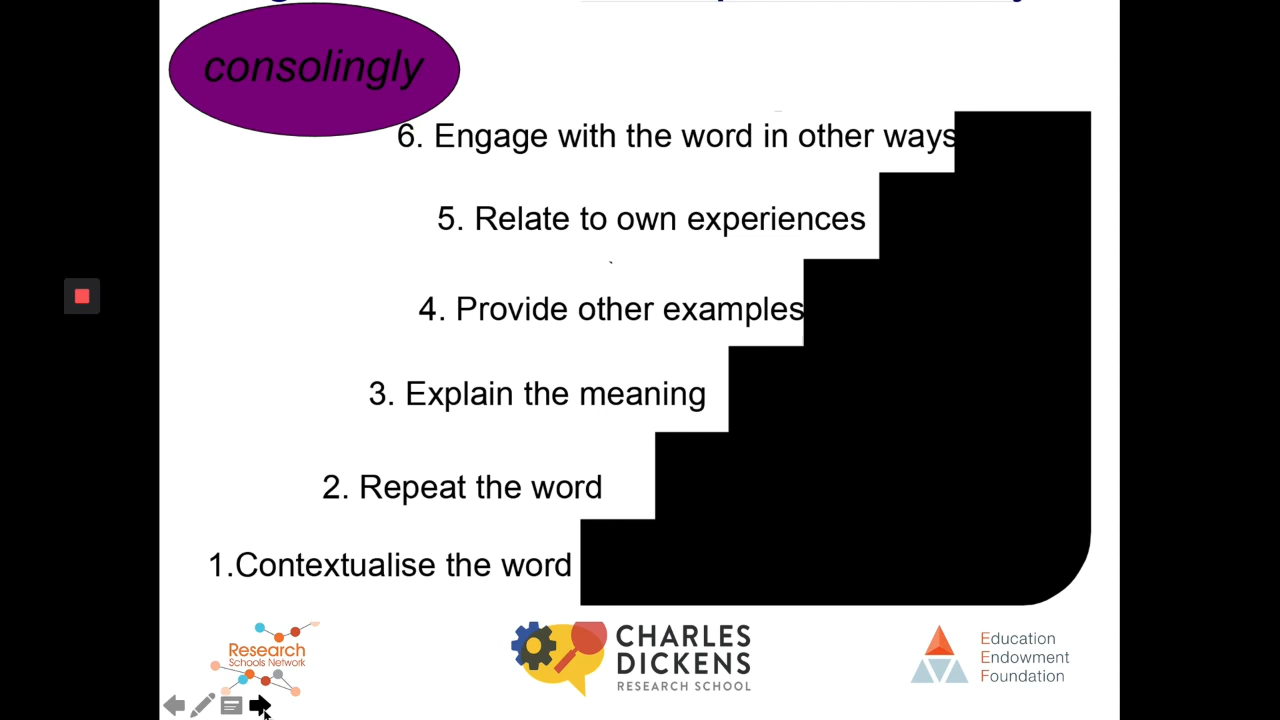 consolingly
6. Engage with the word in other ways
5. Relate to own experiences
4. Provide other examples
3. Explain the meaning
2. Repeat the word
1.Contextualise the word
Research
Schools Network
CHARLES
DICKENS
RESEARCH SCHOOL
Education
Endowment
Foundation